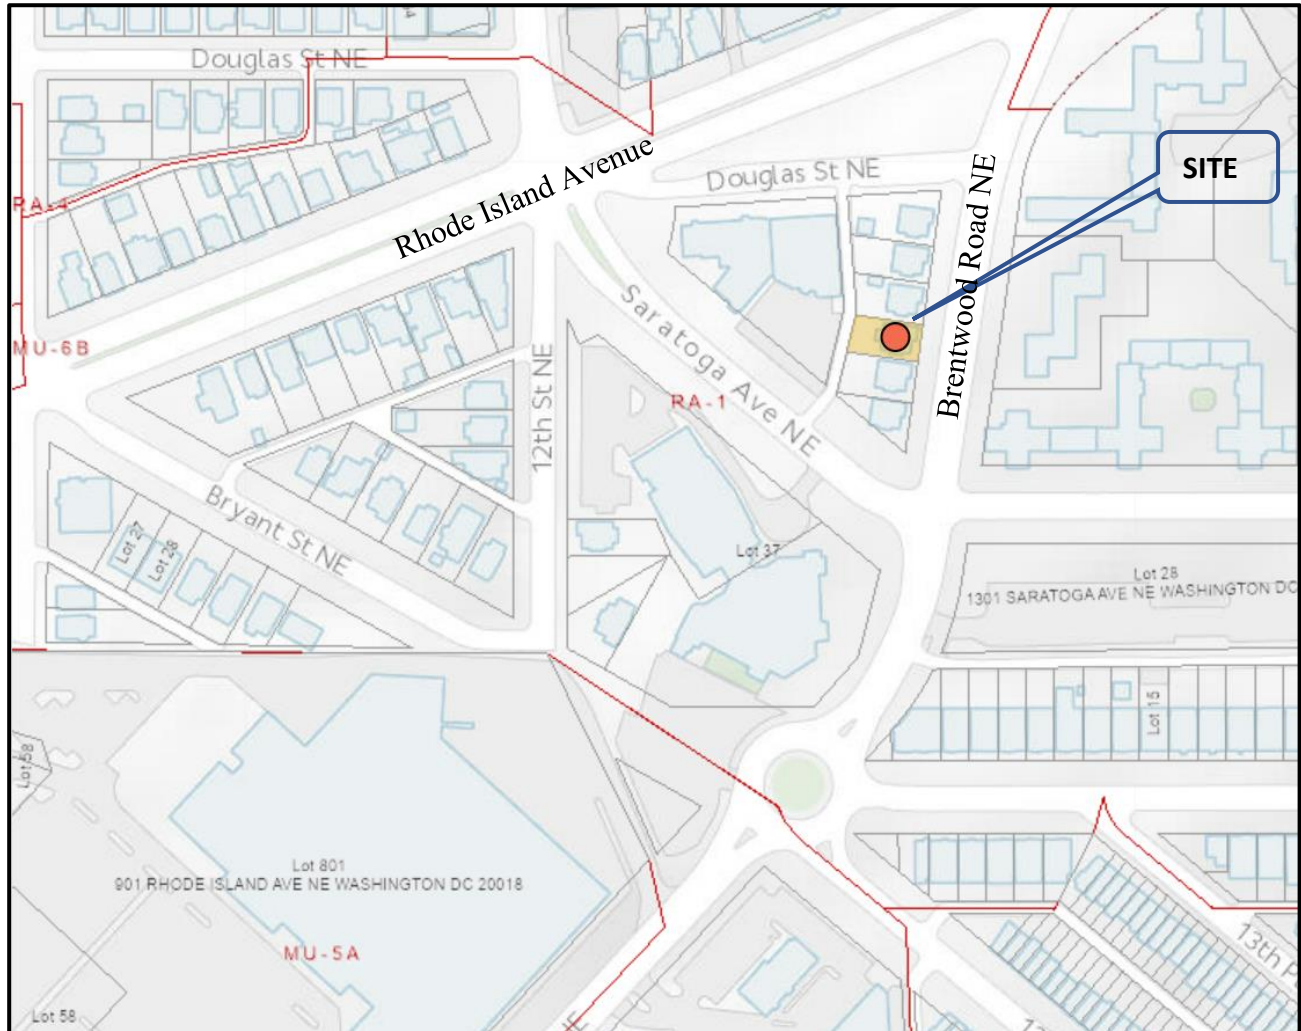 Douglas St NE
SITE
Rhode Island Avenue
Douglas St NE
Brentwood Road NE
RA-4
Saratoga Ave NE
MU-6B
12th St NE
RA-1
Bryant St NE
Lot 27
Lot 28
Lot 37
Lot 28
1301 SARATOGA AVE NE WASHINGTON DC
Lot 15
Lot 58
Lot 801
901 RHODE ISLAND AVE NE WASHINGTON DC 20018
MU-5A
13th P
Lot 58